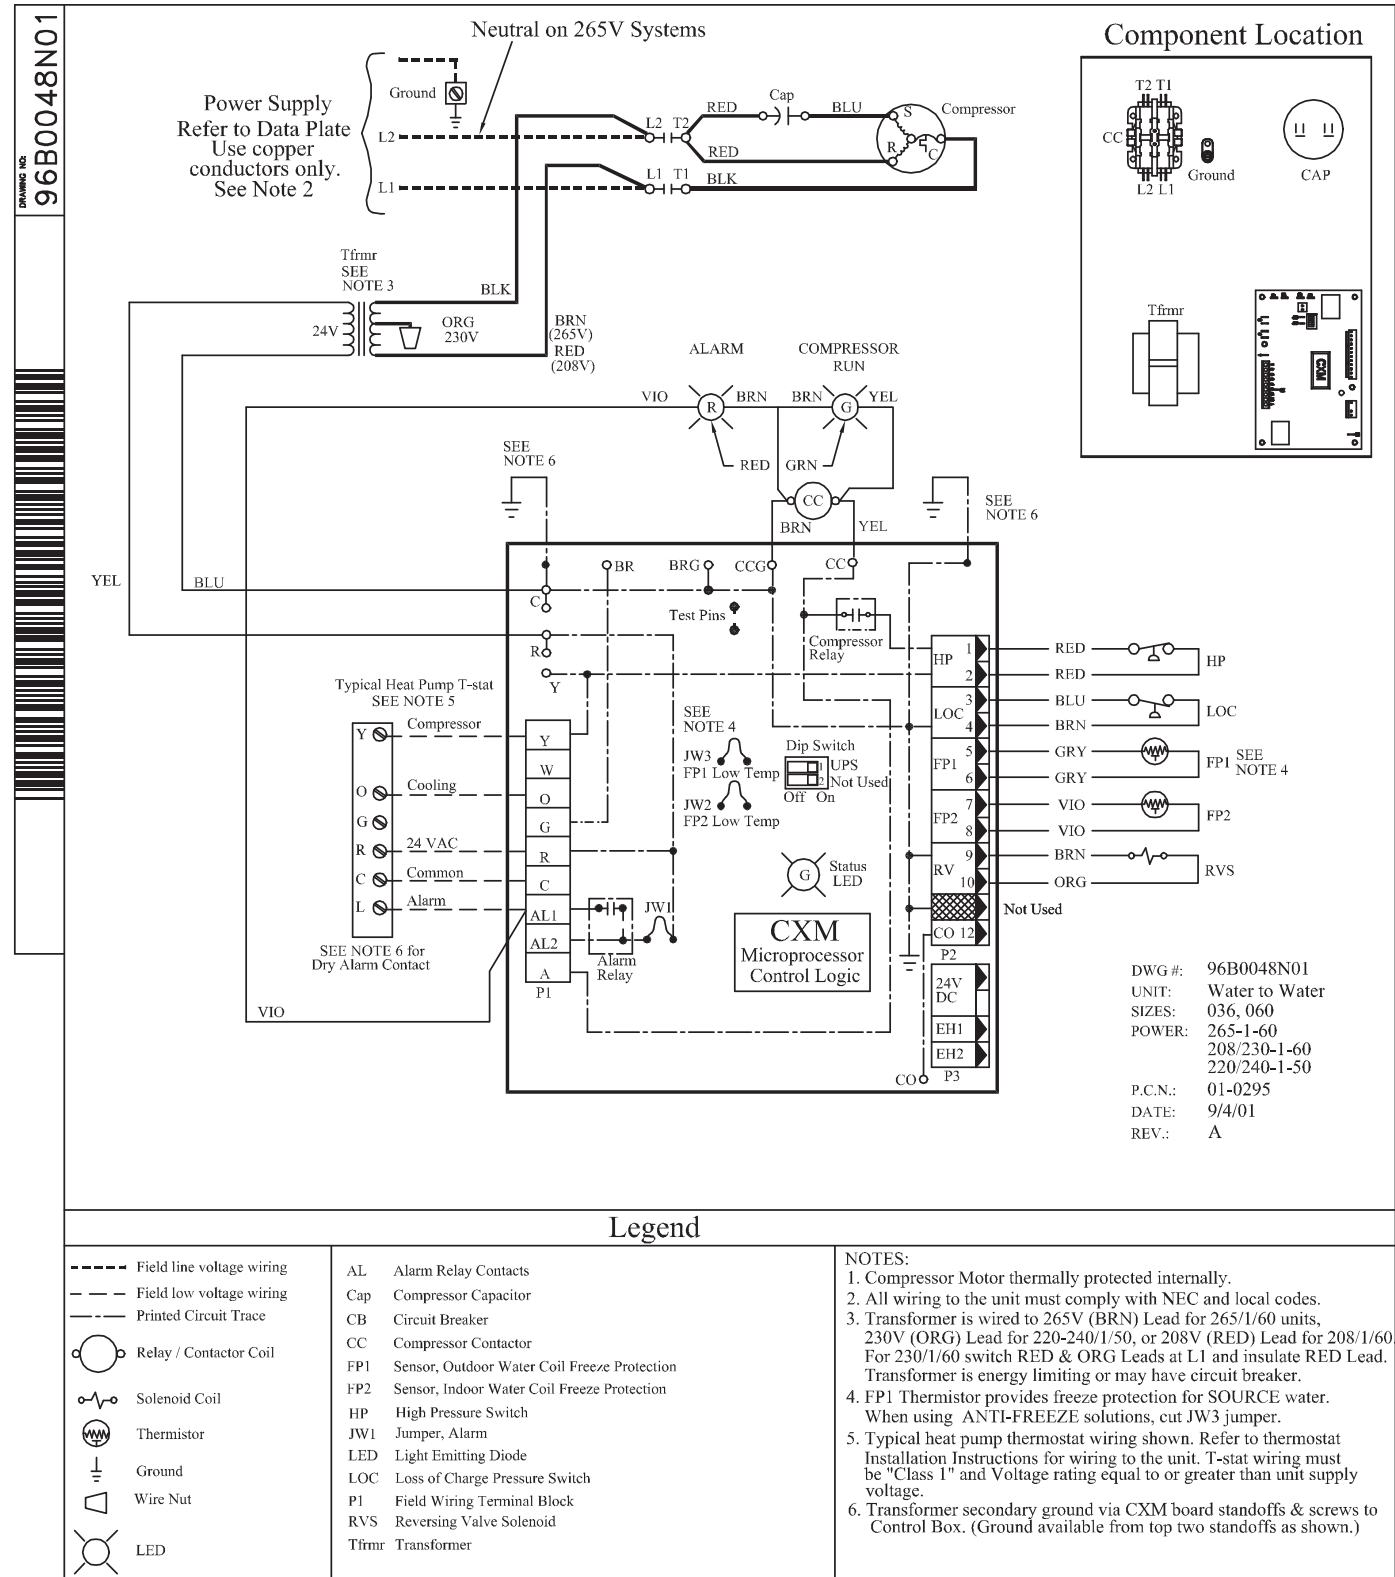 DRAWING NO:
96B0048N01
Neutral on 265V Systems
Power Supply
Refer to Data Plate
Use copper
conductors only.
See Note 2
Ground
L2
L1
L2 T2
L1 T1
RED
Cap
BLU
RED
BLK
S
R
C
Compressor
Component Location
T2 T1
CC
L2 L1
Ground
CAP
Tfrmr
CXM
Tfrmr
SEE
NOTE 3
24V
BLK
ORG
230V
BRN
(265V)
RED
(208V)
ALARM
COMPRESSOR
RUN
VIO
R
BRN
BRN
G
YEL
RED
GRN
CC
BRN
YEL
SEE
NOTE 6
SEE
NOTE 6
YEL
BLU
BR
BRG
CCG
CC
C
R
Y
Test Pins
Compressor
Relay
Typical Heat Pump T-stat
SEE NOTE 5
Y
Compressor
O
Cooling
G
R
24 VAC
C
Common
L
Alarm
SEE NOTE 6 for
Dry Alarm Contact
VIO
Y
W
O
G
R
C
AL1
AL2
A
P1
Alarm
Relay
JW1
SEE
NOTE 4
JW3
FP1 Low Temp
JW2
FP2 Low Temp
Dip Switch
1 UPS
2 Not Used
Off On
G
Status
LED
CXM
Microprocessor
Control Logic
HP
1
2
LOC
3
4
FP1
5
6
FP2
7
8
RV
9
10
CO 12
P2
24V
DC
EH1
EH2
P3
CO
RED
RED
HP
BLU
BRN
LOC
GRY
GRY
FP1 SEE
NOTE 4
VIO
VIO
FP2
BRN
ORG
RVS
Not Used
DWG #: 96B0048N01
UNIT: Water to Water
SIZES: 036, 060
POWER: 265-1-60
208/230-1-60
220/240-1-50
P.C.N.: 01-0295
DATE: 9/4/01
REV.: A
Legend
Field line voltage wiring
Field low voltage wiring
Printed Circuit Trace
Relay / Contactor Coil
Solenoid Coil
Thermistor
Ground
Wire Nut
LED
AL Alarm Relay Contacts
Cap Compressor Capacitor
CB Circuit Breaker
CC Compressor Contactor
FP1 Sensor, Outdoor Water Coil Freeze Protection
FP2 Sensor, Indoor Water Coil Freeze Protection
HP High Pressure Switch
JW1 Jumper, Alarm
LED Light Emitting Diode
LOC Loss of Charge Pressure Switch
P1 Field Wiring Terminal Block
RVS Reversing Valve Solenoid
Tfrmr Transformer
NOTES:
1. Compressor Motor thermally protected internally.
2. All wiring to the unit must comply with NEC and local codes.
3. Transformer is wired to 265V (BRN) Lead for 265/1/60 units,
230V (ORG) Lead for 220-240/1/50, or 208V (RED) Lead for 208/1/60.
For 230/1/60 switch RED & ORG Leads at L1 and insulate RED Lead.
Transformer is energy limiting or may have circuit breaker.
4. FP1 Thermistor provides freeze protection for SOURCE water.
When using ANTI-FREEZE solutions, cut JW3 jumper.
5. Typical heat pump thermostat wiring shown. Refer to thermostat
Installation Instructions for wiring to the unit. T-stat wiring must
be "Class 1" and Voltage rating equal to or greater than unit supply
voltage.
6. Transformer secondary ground via CXM board standoffs & screws to
Control Box. (Ground available from top two standoffs as shown.)